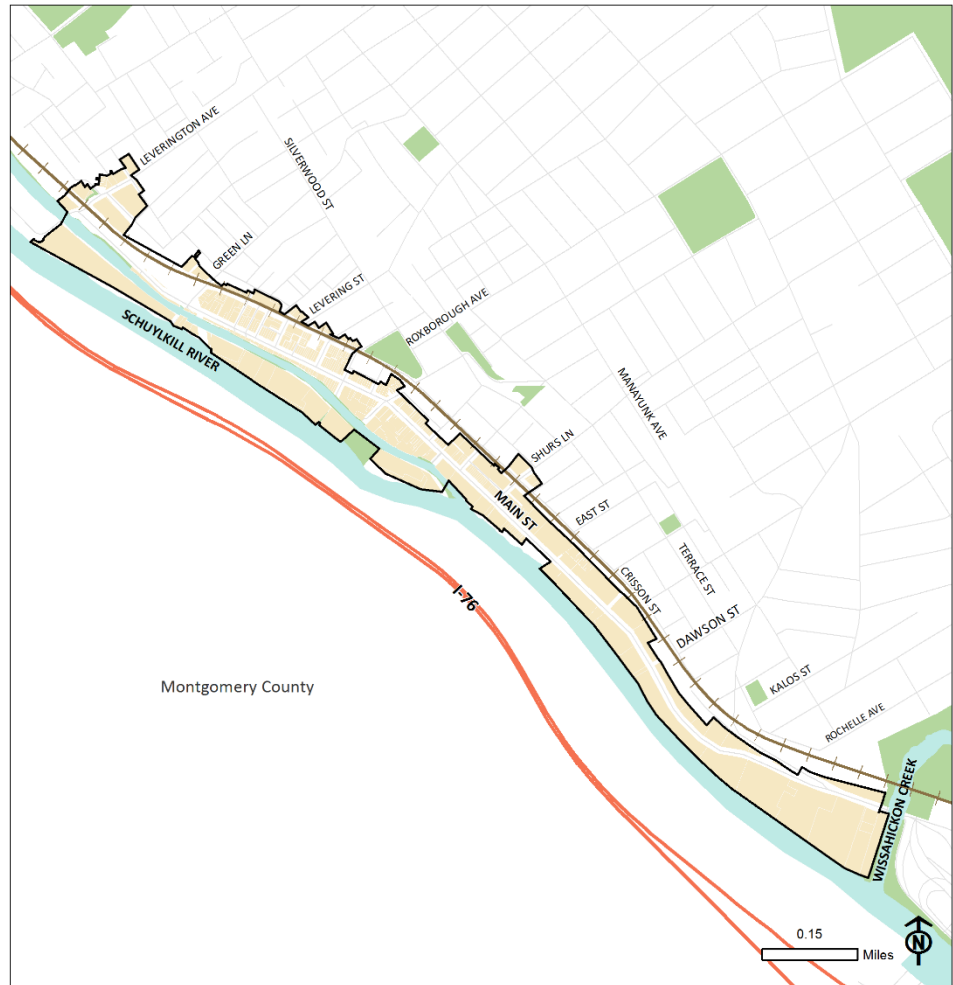 LEVERINGTON AVE
SILVERWOOD ST
GREEN LN
LEVERING ST
ROXBOROUGH AVE
SCHUYLKILL RIVER
MANAYUNK AVE
SHURS LN
MAIN ST
EAST ST
TERRACE ST
CRISSON ST
I-76
DAWSON ST
KALOS ST
Montgomery County
ROCHELLE AVE
WISSAHICKON CREEK
0.15
Miles
N